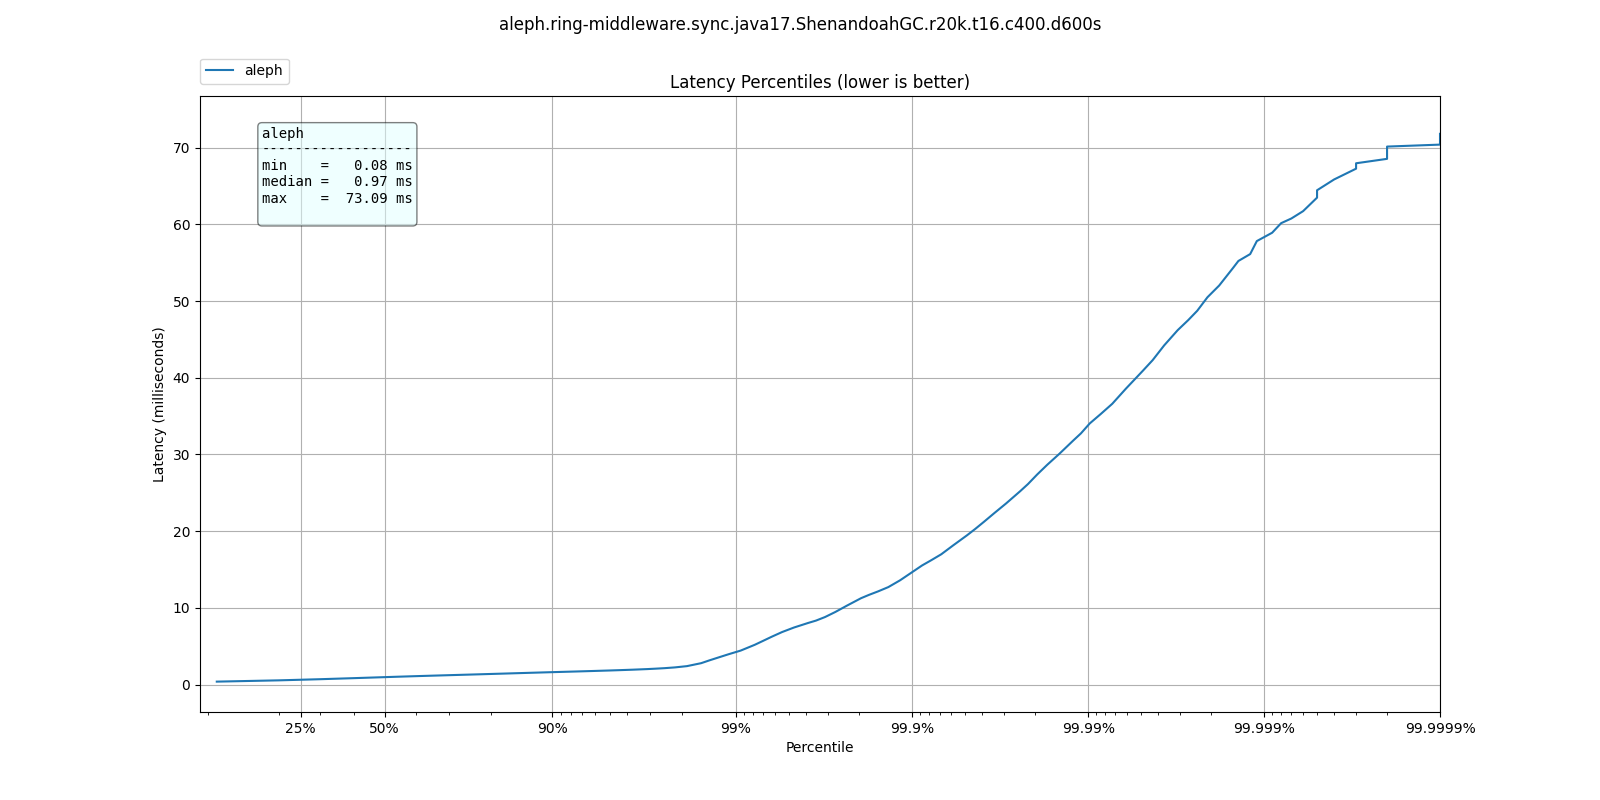 aleph.ring-middleware.sync.java17.ShenandoahGC.r20k.t16.c400.d600s
aleph
Latency Percentiles (lower is better)
aleph
------------------
min    =   0.08 ms
median =   0.97 ms
max    =  73.09 ms
70
60
50
40
30
20
10
0
Latency (milliseconds)
25% 50% 90% 99% 99.9% 99.99% 99.999% 99.9999%
Percentile